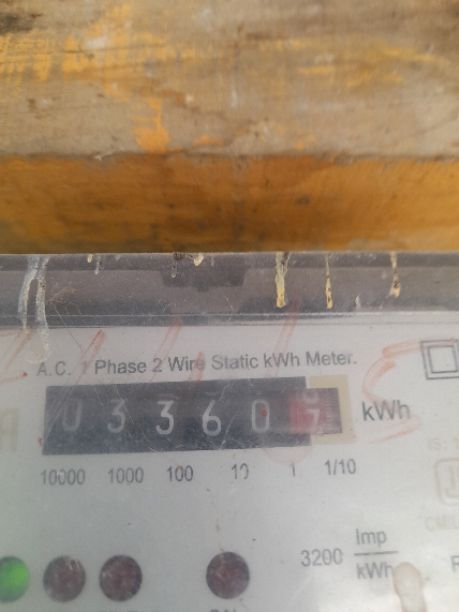 A.C. 1 Phase 2 Wire Static kWh Meter.
0 3 3 6 0 7 kWh
10000 1000 100 10 1 1/10
3200 Imp
kWh